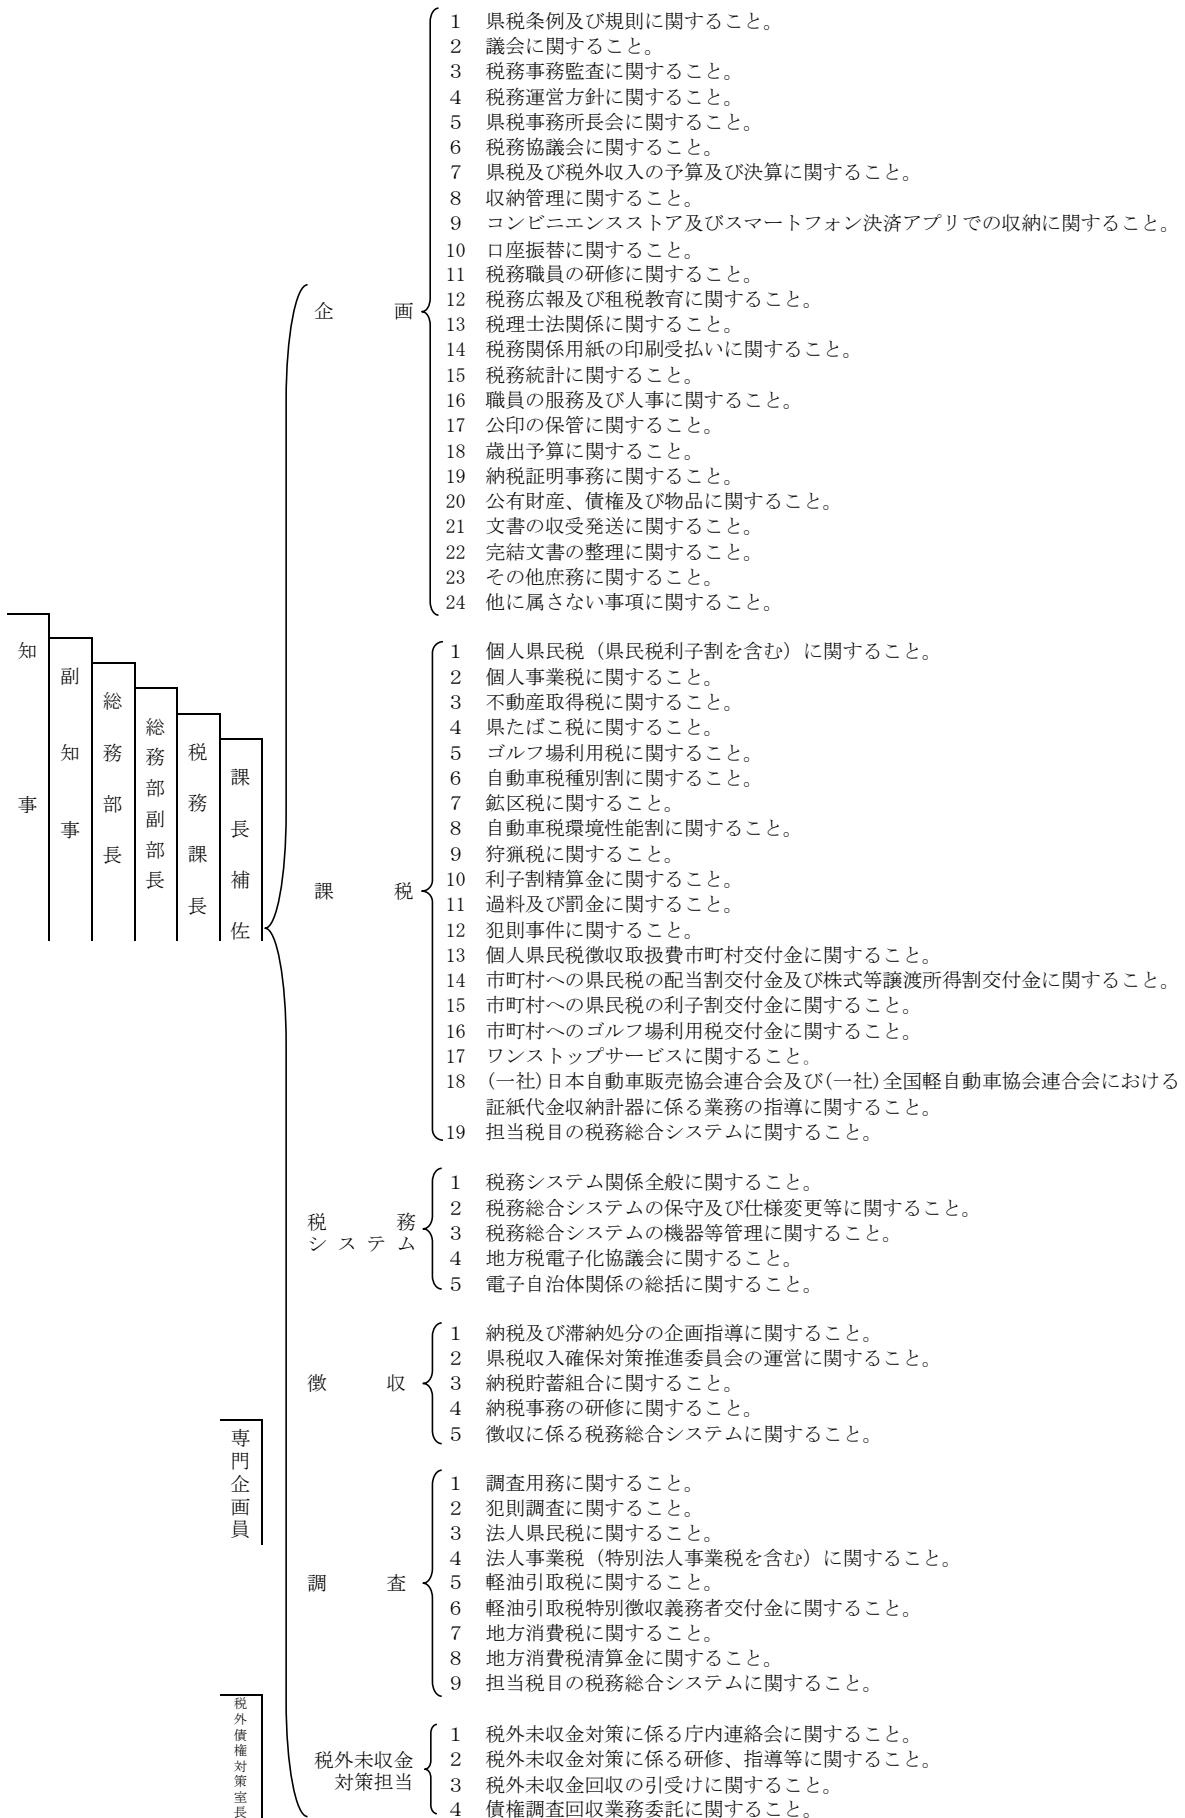 知事
副知事
総務部長
総務部副部長
税務課長
課長補佐
専門企画員
税外債権対策室長
企画
1 県税条例及び規則に関すること。
2 議会に関すること。
3 税務事務監査に関すること。
4 税務運営方針に関すること。
5 県税事務所長会に関すること。
6 税務協議会に関すること。
7 県税及び税外収入の予算及び決算に関すること。
8 収納管理に関すること。
9 コンビニエンスストア及びスマートフォン決済アプリでの収納に関すること。
10 口座振替に関すること。
11 税務職員の研修に関すること。
12 税務広報及び租税教育に関すること。
13 税理士法関係に関すること。
14 税務関係用紙の印刷受払いに関すること。
15 税務統計に関すること。
16 職員の服務及び人事に関すること。
17 公印の保管に関すること。
18 歳出予算に関すること。
19 納税証明事務に関すること。
20 公有財産、債権及び物品に関すること。
21 文書の収受発送に関すること。
22 完結文書の整理に関すること。
23 その他庶務に関すること。
24 他に属さない事項に関すること。
課税
1 個人県民税（県民税利子割を含む）に関すること。
2 個人事業税に関すること。
3 不動産取得税に関すること。
4 県たばこ税に関すること。
5 ゴルフ場利用税に関すること。
6 自動車税種別割に関すること。
7 鉱区税に関すること。
8 自動車税環境性能割に関すること。
9 狩猟税に関すること。
10 利子割精算金に関すること。
11 過料及び罰金に関すること。
12 犯則事件に関すること。
13 個人県民税徴収取扱費市町村交付金に関すること。
14 市町村への県民税の配当割交付金及び株式等譲渡所得割交付金に関すること。
15 市町村への県民税の利子割交付金に関すること。
16 市町村へのゴルフ場利用税交付金に関すること。
17 ワンストップサービスに関すること。
18 (一社)日本自動車販売協会連合会及び(一社)全国軽自動車協会連合会における
証紙代金収納計器に係る業務の指導に関すること。
19 担当税目の税務総合システムに関すること。
税務
システム
1 税務システム関係全般に関すること。
2 税務総合システムの保守及び仕様変更等に関すること。
3 税務総合システムの機器等管理に関すること。
4 地方税電子化協議会に関すること。
5 電子自治体関係の総括に関すること。
徴収
1 納税及び滞納処分の企画指導に関すること。
2 県税収入確保対策推進委員会の運営に関すること。
3 納税貯蓄組合に関すること。
4 納税事務の研修に関すること。
5 徴収に係る税務総合システムに関すること。
調査
1 調査用務に関すること。
2 犯則調査に関すること。
3 法人県民税に関すること。
4 法人事業税（特別法人事業税を含む）に関すること。
5 軽油引取税に関すること。
6 軽油引取税特別徴収義務者交付金に関すること。
7 地方消費税に関すること。
8 地方消費税清算金に関すること。
9 担当税目の税務総合システムに関すること。
税外未収金
対策担当
1 税外未収金対策に係る庁内連絡会に関すること。
2 税外未収金対策に係る研修、指導等に関すること。
3 税外未収金回収の引受けに関すること。
4 債権調査回収業務委託に関すること。